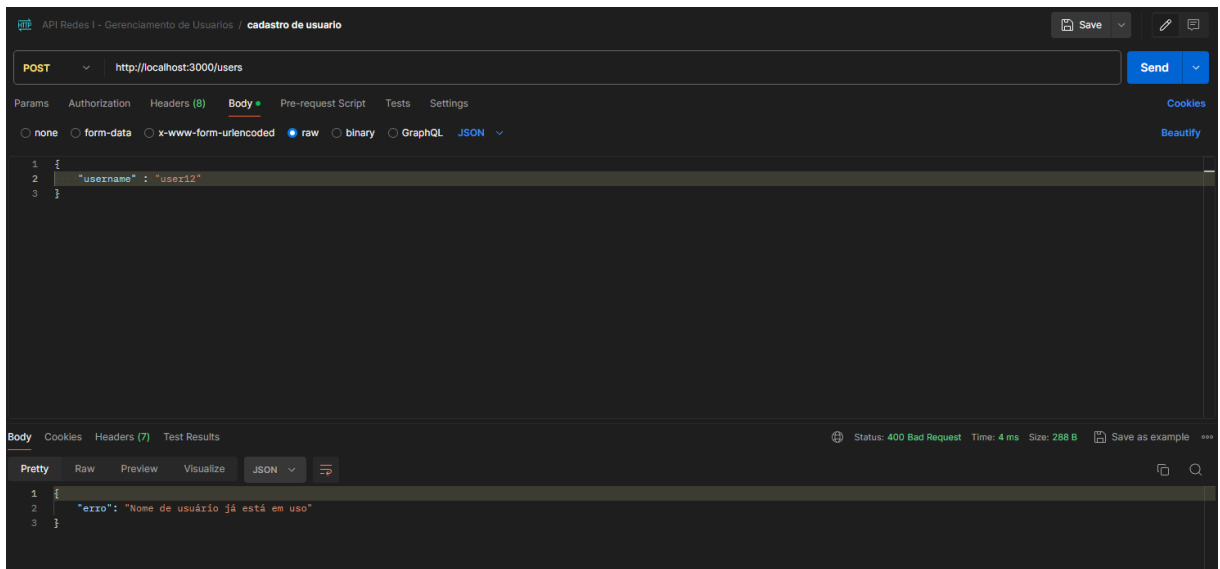 HTTP API Redes I - Gerenciamento de Usuarios / cadastro de usuario Save
POST http://localhost:3000/users Send
Params Authorization Headers (8) Body Pre-request Script Tests Settings Cookies
none form-data x-www-form-urlencoded raw binary GraphQL JSON Beautify
1 {
2 "username" : "user12"
3 }
Body Cookies Headers (7) Test Results Status: 400 Bad Request Time: 4 ms Size: 288 B Save as example
Pretty Raw Preview Visualize JSON
1 {
2 "erro": "Nome de usuário já está em uso"
3 }